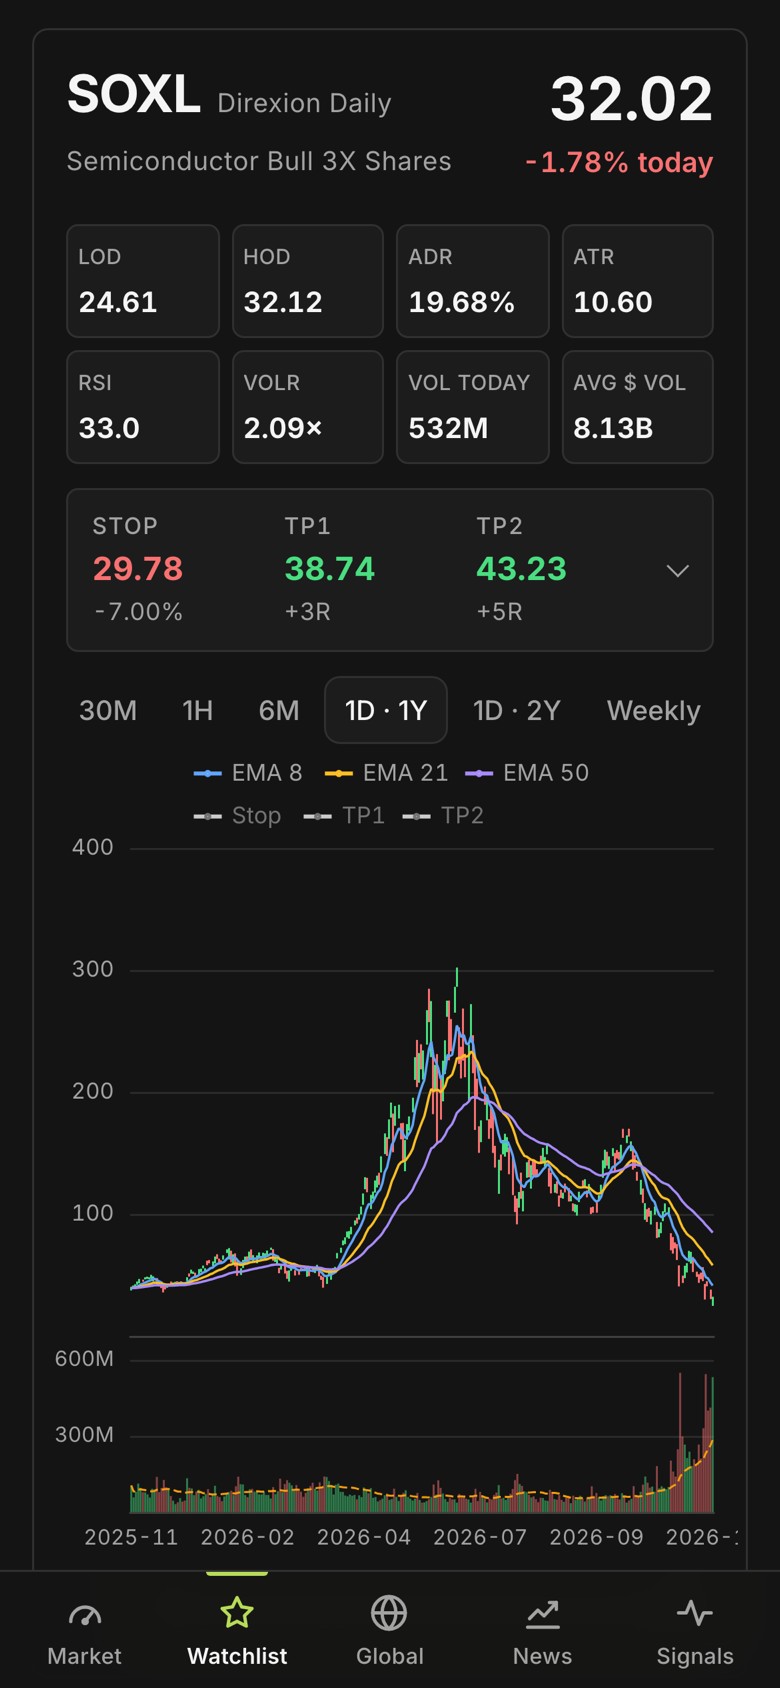 SOXL Direxion Daily 32.02
Semiconductor Bull 3X Shares -1.78% today
LOD HOD ADR ATR
24.61 32.12 19.68% 10.60
RSI VOLR VOL TODAY AVG $ VOL
33.0 2.09× 532M 8.13B
STOP TP1 TP2
29.78 38.74 43.23
-7.00% +3R +5R
30M 1H 6M 1D · 1Y 1D · 2Y Weekly
EMA 8 EMA 21 EMA 50
Stop TP1 TP2
400
300
200
100
600M
300M
2025-11 2026-02 2026-04 2026-07 2026-09 2026-1
Market Watchlist Global News Signals